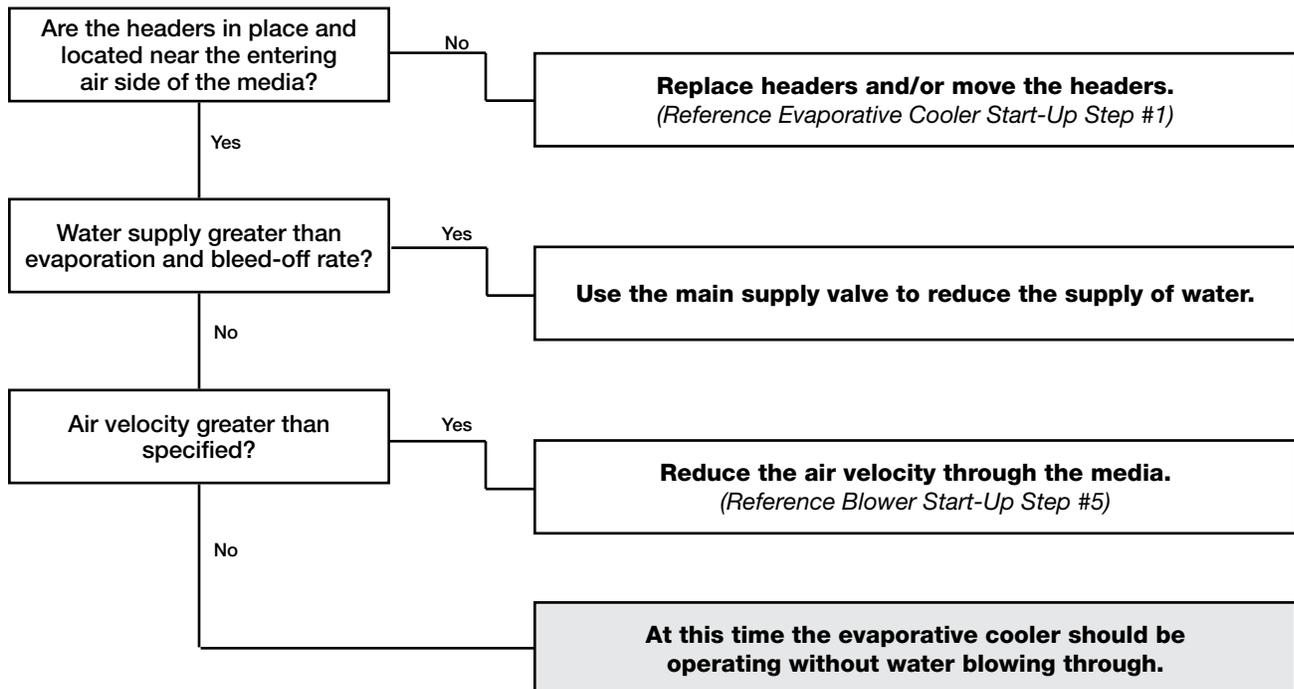 Are the headers in place and
located near the entering
air side of the media?
No
Replace headers and/or move the headers.
(Reference Evaporative Cooler Start-Up Step #1)
Yes
Water supply greater than
evaporation and bleed-off rate?
Yes
Use the main supply valve to reduce the supply of water.
No
Air velocity greater than
specified?
Yes
Reduce the air velocity through the media.
(Reference Blower Start-Up Step #5)
No
At this time the evaporative cooler should be
operating without water blowing through.